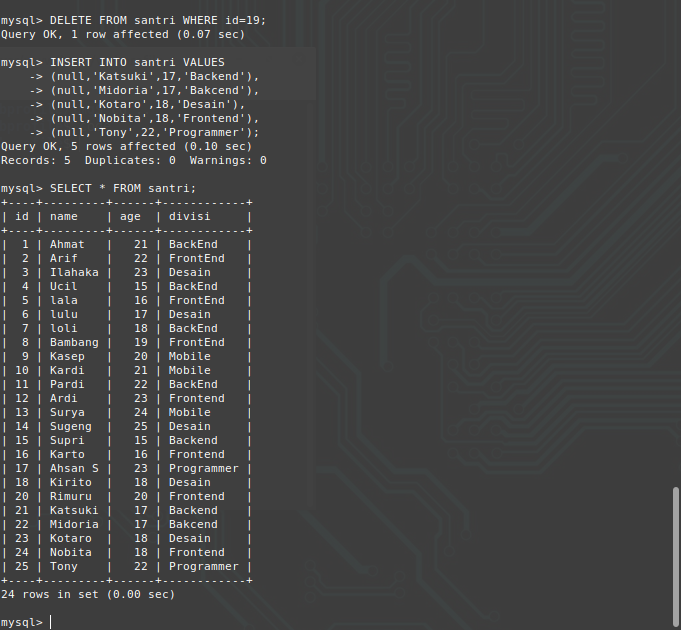 mysql> DELETE FROM santri WHERE id=19;
Query OK, 1 row affected (0.07 sec)
mysql> INSERT INTO santri VALUES
    -> (null,'Katsuki',17,'Backend'),
    -> (null,'Midoria',17,'Bakcend'),
    -> (null,'Kotaro',18,'Desain'),
    -> (null,'Nobita',18,'Frontend'),
    -> (null,'Tony',22,'Programmer');
Query OK, 5 rows affected (0.10 sec)
Records: 5  Duplicates: 0  Warnings: 0
mysql> SELECT * FROM santri;
+----+---------+------+------------+
| id | name    | age  | divisi     |
+----+---------+------+------------+
|  1 | Ahmat   |   21 | BackEnd    |
|  2 | Arif    |   22 | FrontEnd   |
|  3 | Ilahaka |   23 | Desain     |
|  4 | Ucil    |   15 | BackEnd    |
|  5 | lala    |   16 | FrontEnd   |
|  6 | lulu    |   17 | Desain     |
|  7 | loli    |   18 | BackEnd    |
|  8 | Bambang |   19 | FrontEnd   |
|  9 | Kasep   |   20 | Mobile     |
| 10 | Kardi   |   21 | Mobile     |
| 11 | Pardi   |   22 | BackEnd    |
| 12 | Ardi    |   23 | Frontend   |
| 13 | Surya   |   24 | Mobile     |
| 14 | Sugeng  |   25 | Desain     |
| 15 | Supri   |   15 | Backend    |
| 16 | Karto   |   16 | Frontend   |
| 17 | Ahsan S |   23 | Programmer |
| 18 | Kirito  |   18 | Desain     |
| 20 | Rimuru  |   20 | Frontend   |
| 21 | Katsuki |   17 | Backend    |
| 22 | Midoria |   17 | Bakcend    |
| 23 | Kotaro  |   18 | Desain     |
| 24 | Nobita  |   18 | Frontend   |
| 25 | Tony    |   22 | Programmer |
+----+---------+------+------------+
24 rows in set (0.00 sec)
mysql>